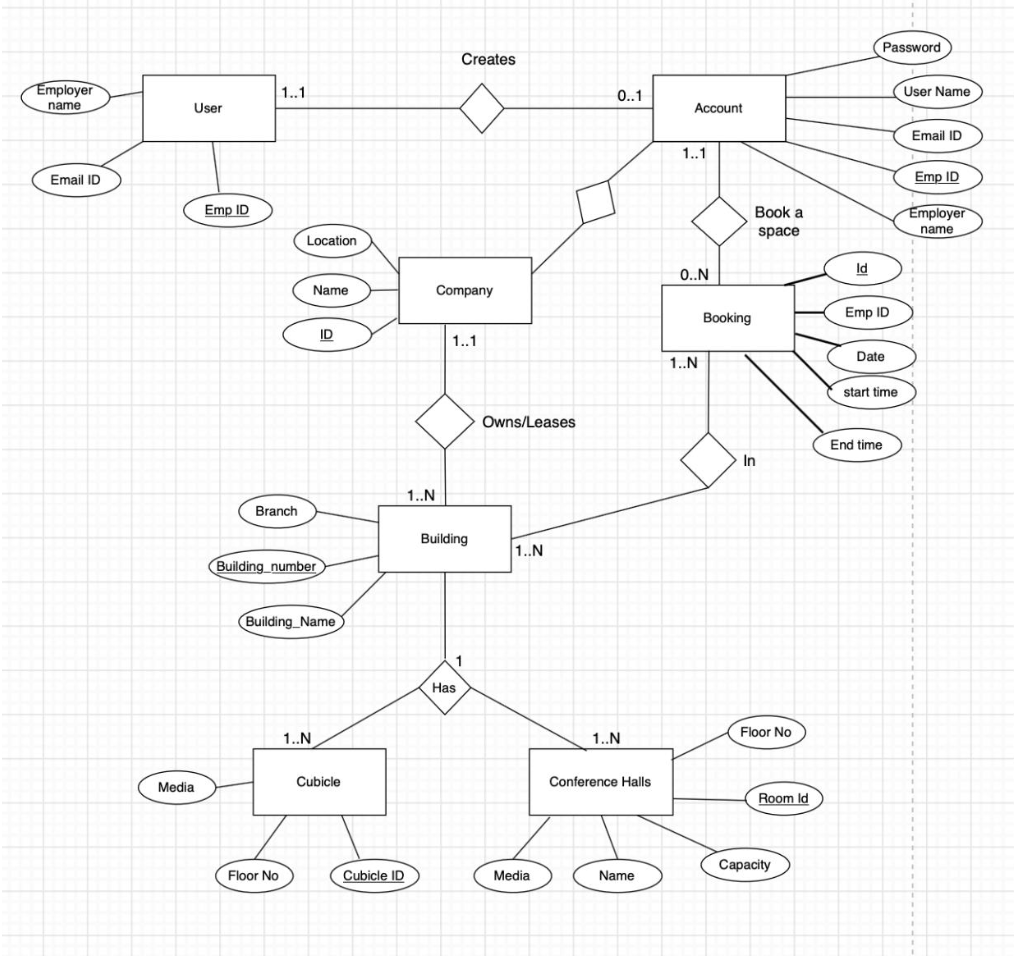 Creates
Password
Employer
name
User
1..1
0..1
Account
User Name
Email ID
1..1
Email ID
Emp ID
Emp ID
Book a
space
Employer
name
Location
Name
Company
ID
1..1
0..N
Id
Booking
Emp ID
Date
1..N
start time
End time
Owns/Leases
In
1..N
Branch
Building
1..N
Building_number
Building_Name
1
Has
1..N
1..N
Floor No
Media
Cubicle
Conference Halls
Room Id
Floor No
Cubicle ID
Media
Name
Capacity